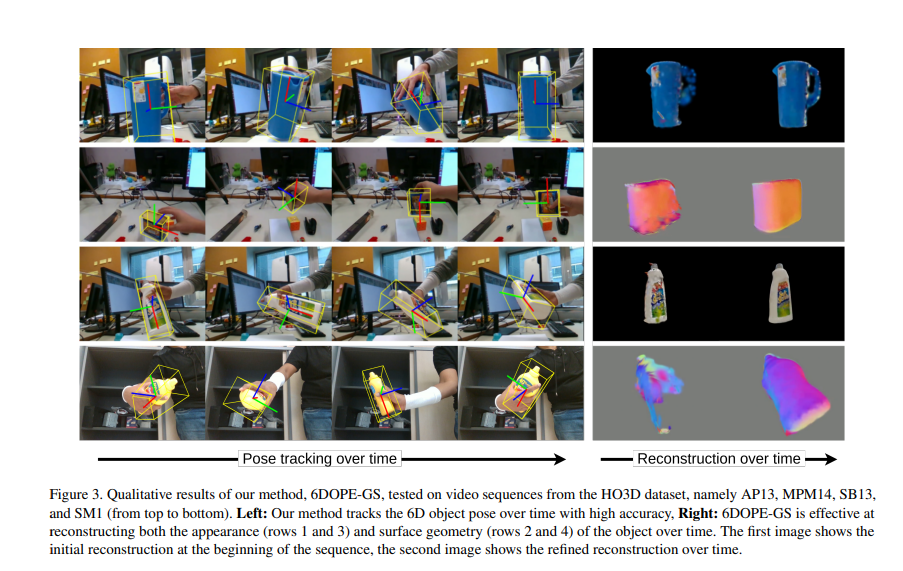 Pose tracking over time
Reconstruction over time
Figure 3. Qualitative results of our method, 6DOPE-GS, tested on video sequences from the HO3D dataset, namely AP13, MPM14, SB13,
and SM1 (from top to bottom). Left: Our method tracks the 6D object pose over time with high accuracy, Right: 6DOPE-GS is effective at
reconstructing both the appearance (rows 1 and 3) and surface geometry (rows 2 and 4) of the object over time. The first image shows the
initial reconstruction at the beginning of the sequence, the second image shows the refined reconstruction over time.